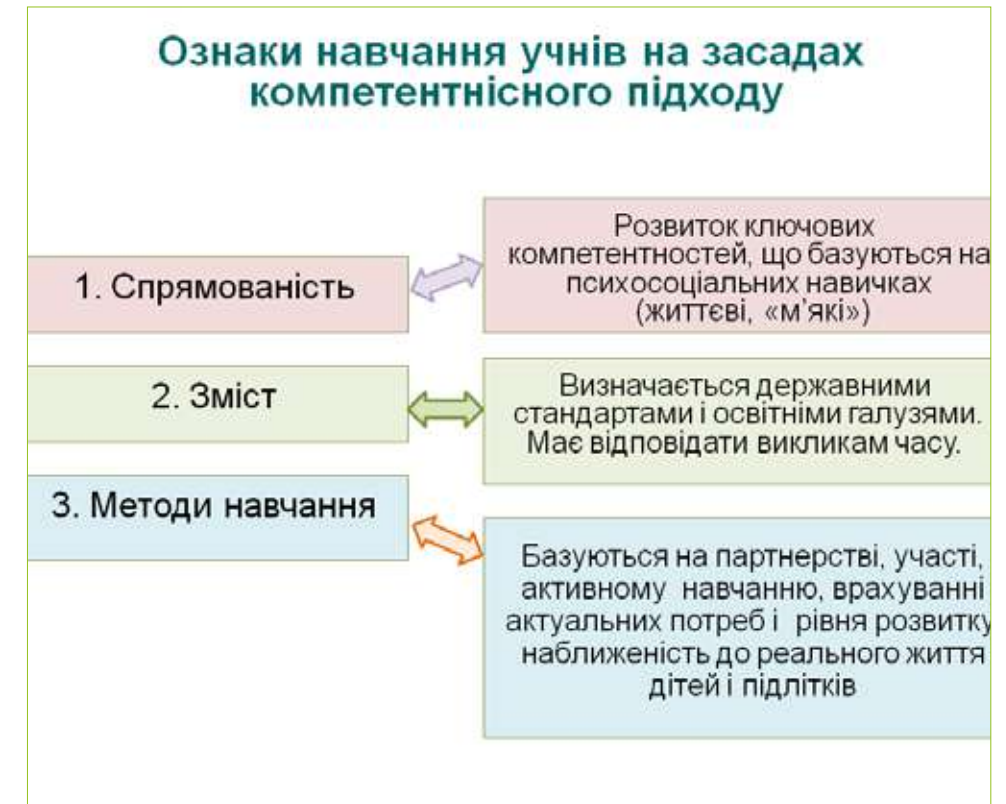 Ознаки навчання учнів на засадах
компетентнісного підходу
1. Спрямованість
Розвиток ключових
компетентностей, що базуються на
психосоціальних навичках
(життєві, «м’які»)
2. Зміст
Визначається державними
стандартами і освітніми галузями.
Має відповідати викликам часу.
3. Методи навчання
Базуються на партнерстві, участі,
активному навчанню, врахуванні
актуальних потреб і рівня розвитку
наближеність до реального життя
дітей і підлітків